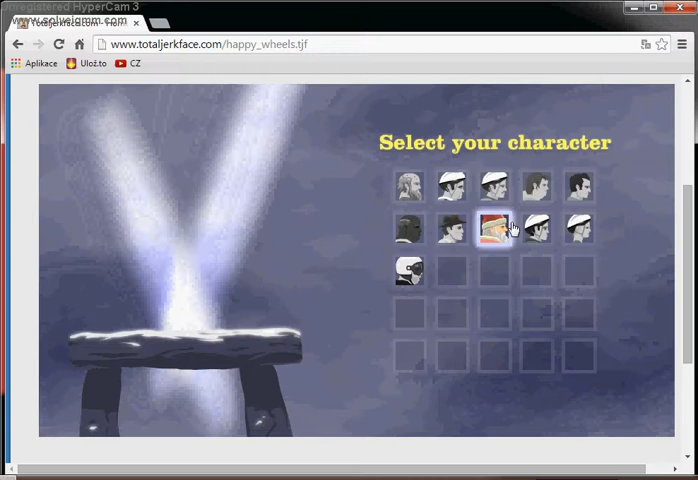 Unregistered HyperCam 3
www.solveigmm.com
www.totaljerkface.com/happy_wheels.tjf
Aplikace
Ulož.to
CZ
Select your character